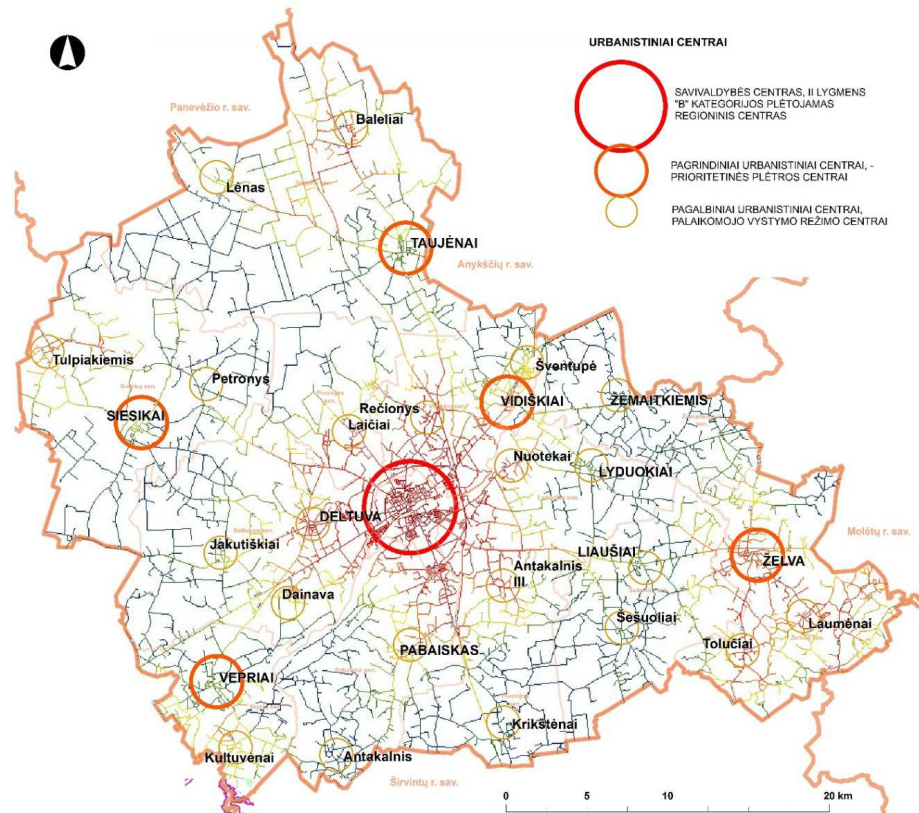 URBANISTINIAI CENTRAI
SAVIVALDYBĖS CENTRAS, II LYGMENS
"B" KATEGORIJOS PLĖTOJAMAS
REGIONINIS CENTRAS
PAGRINDINIAI URBANISTINIAI CENTRAI, -
PRIORITETINĖS PLĖTROS CENTRAI
PAGALBINIAI URBANISTINIAI CENTRAI,
PALAIKOMOJO VYSTYMO REŽIMO CENTRAI
Panevėžio r. sav.
Baleliai
Lėnas
TAUJĖNAI
Anykščių r. sav.
Tulpiakiemis
Šventupė
Petronys
ŽEMAITKIEMIS
VIDIŠKIAI
SIESIKAI
Rečionys
Laičiai
Nuotekai
LYDUOKIAI
DELTUVA
Molėtų r. sav.
Jakutiškiai
LIAUŠIAI
ŽELVA
Antakalnis
III
Dainava
Šešuoliai
Laumėnai
Tolučiai
PABAISKAS
VEPRIAI
Krikštėnai
Kultuvėnai
Antakalnis
Širvintų r. sav.
0 5 10 20 km